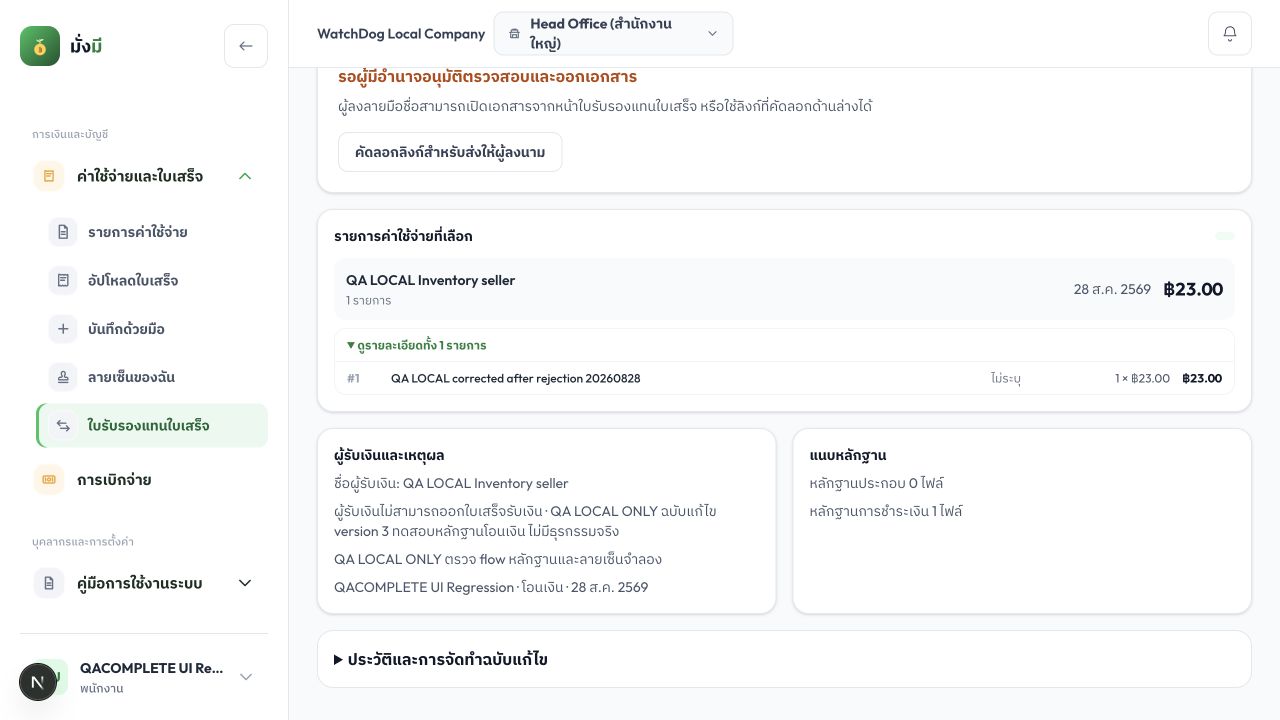 มั่งมี
WatchDog Local Company
Head Office (สำนักงาน
ใหญ่)
การเงินและบัญชี
ค่าใช้จ่ายและใบเสร็จ
รายการค่าใช้จ่าย
อัปโหลดใบเสร็จ
บันทึกด้วยมือ
ลายเซ็นของฉัน
ใบรับรองแทนใบเสร็จ
การเบิกจ่าย
บุคลากรและการตั้งค่า
คู่มือการใช้งานระบบ
N
QACOMPLETE UI Re...
พนักงาน
รอผู้มีอำนาจอนุมัติตรวจสอบและออกเอกสาร
ผู้ลงลายมือชื่อสามารถเปิดเอกสารจากหน้าใบรับรองแทนใบเสร็จ หรือใช้ลิงก์ที่คัดลอกด้านล่างได้
คัดลอกลิงก์สำหรับส่งให้ผู้ลงนาม
รายการค่าใช้จ่ายที่เลือก
QA LOCAL Inventory seller
1 รายการ
28 ส.ค. 2569 ฿23.00
▼ ดูรายละเอียดทั้ง 1 รายการ
#1 QA LOCAL corrected after rejection 20260828 ไม่ระบุ 1 × ฿23.00 ฿23.00
ผู้รับเงินและเหตุผล
ชื่อผู้รับเงิน: QA LOCAL Inventory seller
ผู้รับเงินไม่สามารถออกใบเสร็จรับเงิน · QA LOCAL ONLY ฉบับแก้ไข
version 3 ทดสอบหลักฐานโอนเงิน ไม่มีธุรกรรมจริง
QA LOCAL ONLY ตรวจ flow หลักฐานและลายเซ็นจำลอง
QACOMPLETE UI Regression · โอนเงิน · 28 ส.ค. 2569
แนบหลักฐาน
หลักฐานประกอบ 0 ไฟล์
หลักฐานการชำระเงิน 1 ไฟล์
▶ ประวัติและการจัดทำฉบับแก้ไข